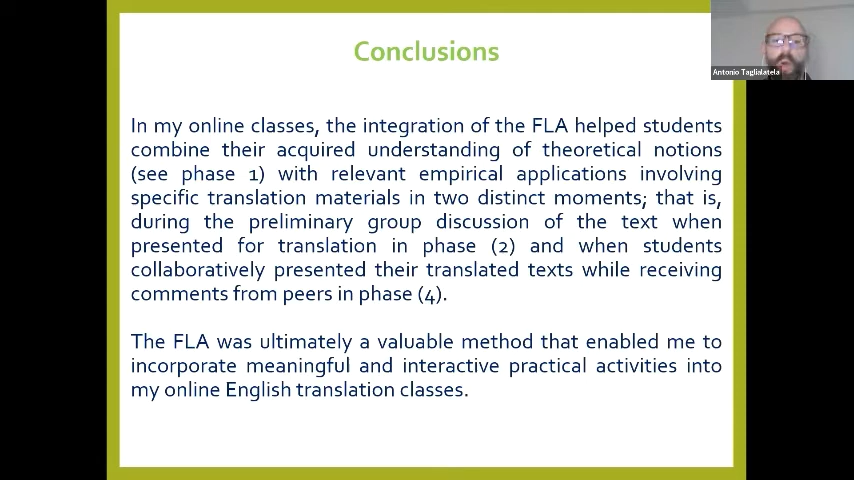 Conclusions
Antonio Taglialatela
In my online classes, the integration of the FLA helped students
combine their acquired understanding of theoretical notions
(see phase 1) with relevant empirical applications involving
specific translation materials in two distinct moments; that is,
during the preliminary group discussion of the text when
presented for translation in phase (2) and when students
collaboratively presented their translated texts while receiving
comments from peers in phase (4).
The FLA was ultimately a valuable method that enabled me to
incorporate meaningful and interactive practical activities into
my online English translation classes.